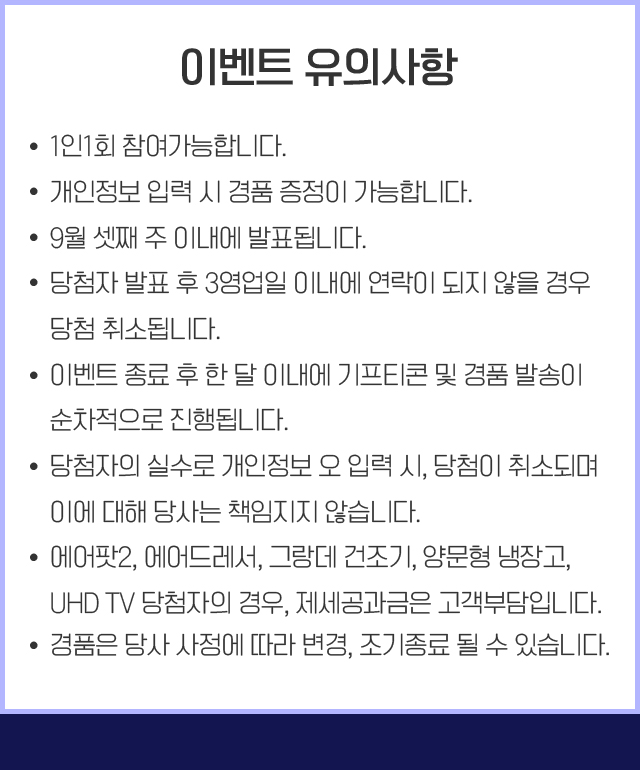 이벤트 유의사항
• 1인1회 참여가능합니다.
• 개인정보 입력 시 경품 증정이 가능합니다.
• 9월 셋째 주 이내에 발표됩니다.
• 당첨자 발표 후 3영업일 이내에 연락이 되지 않을 경우
당첨 취소됩니다.
• 이벤트 종료 후 한 달 이내에 기프티콘 및 경품 발송이
순차적으로 진행됩니다.
• 당첨자의 실수로 개인정보 오 입력 시, 당첨이 취소되며
이에 대해 당사는 책임지지 않습니다.
• 에어팟2, 에어드레서, 그랑데 건조기, 양문형 냉장고,
UHD TV 당첨자의 경우, 제세공과금은 고객부담입니다.
• 경품은 당사 사정에 따라 변경, 조기종료 될 수 있습니다.